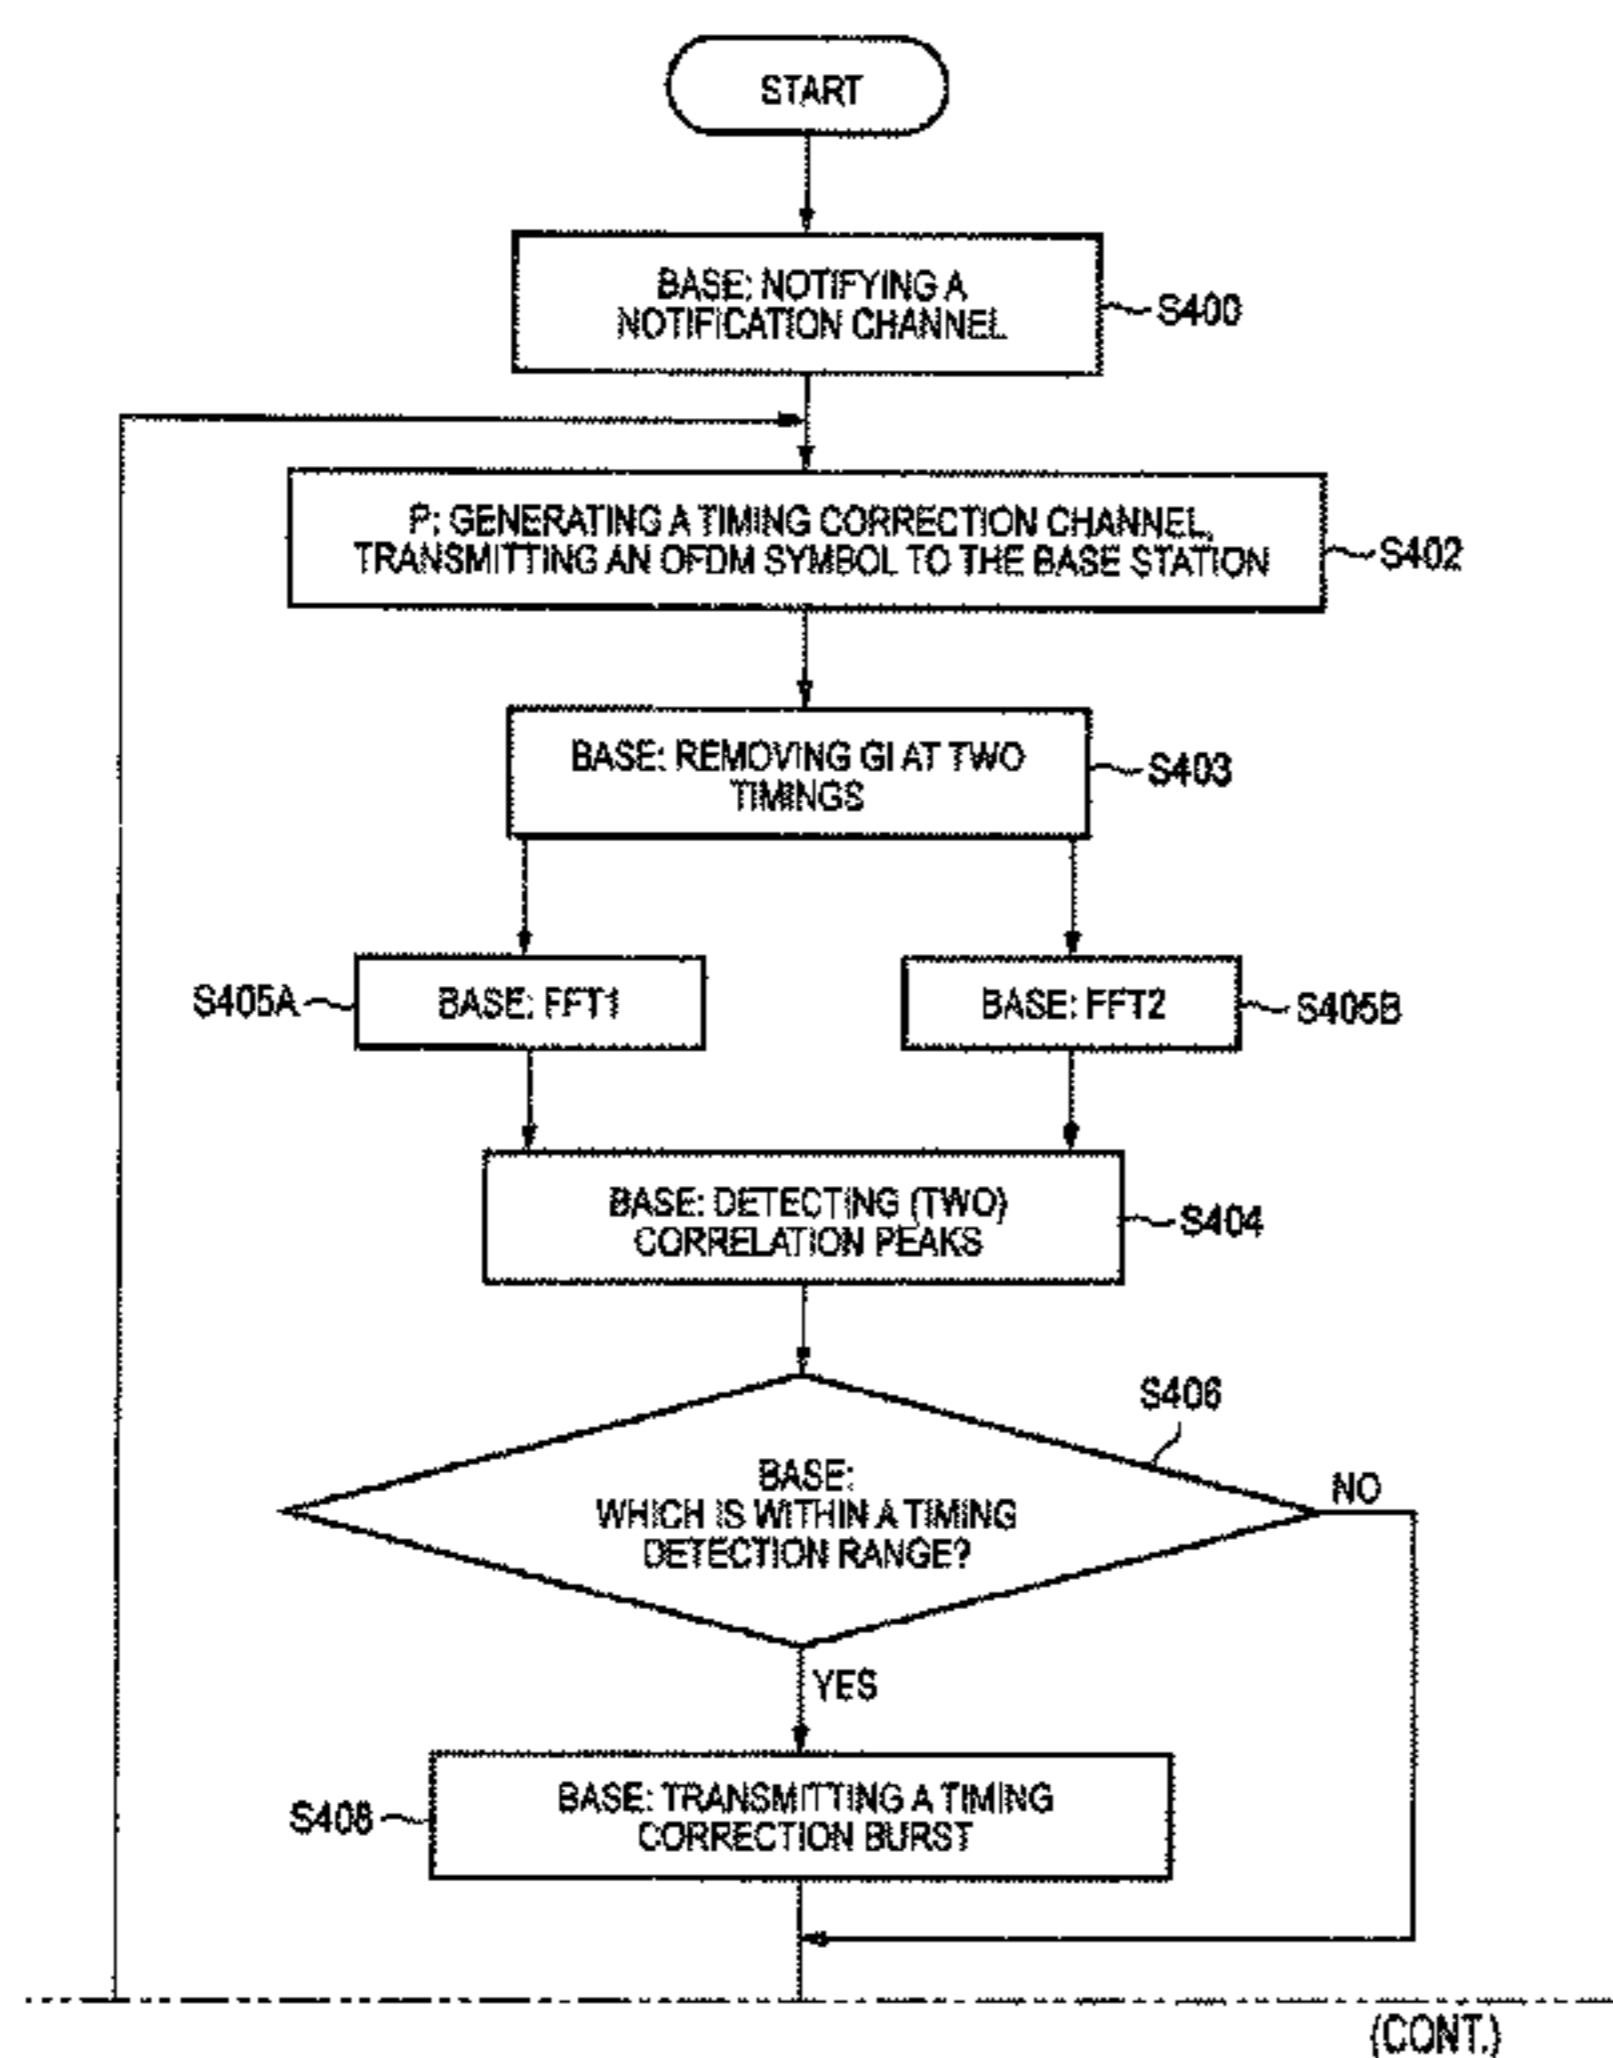 START
BASE: NOTIFYING A
NOTIFICATION CHANNEL
S400
P: GENERATING A TIMING CORRECTION CHANNEL,
TRANSMITTING AN OFDM SYMBOL TO THE BASE STATION
S402
BASE: REMOVING GI AT TWO
TIMINGS
S403
S405A
BASE: FFT1
BASE: FFT2
S405B
BASE: DETECTING (TWO)
CORRELATION PEAKS
S404
S406
BASE:
WHICH IS WITHIN A TIMING
DETECTION RANGE?
NO
YES
S408
BASE: TRANSMITTING A TIMING
CORRECTION BURST
(CONT.)